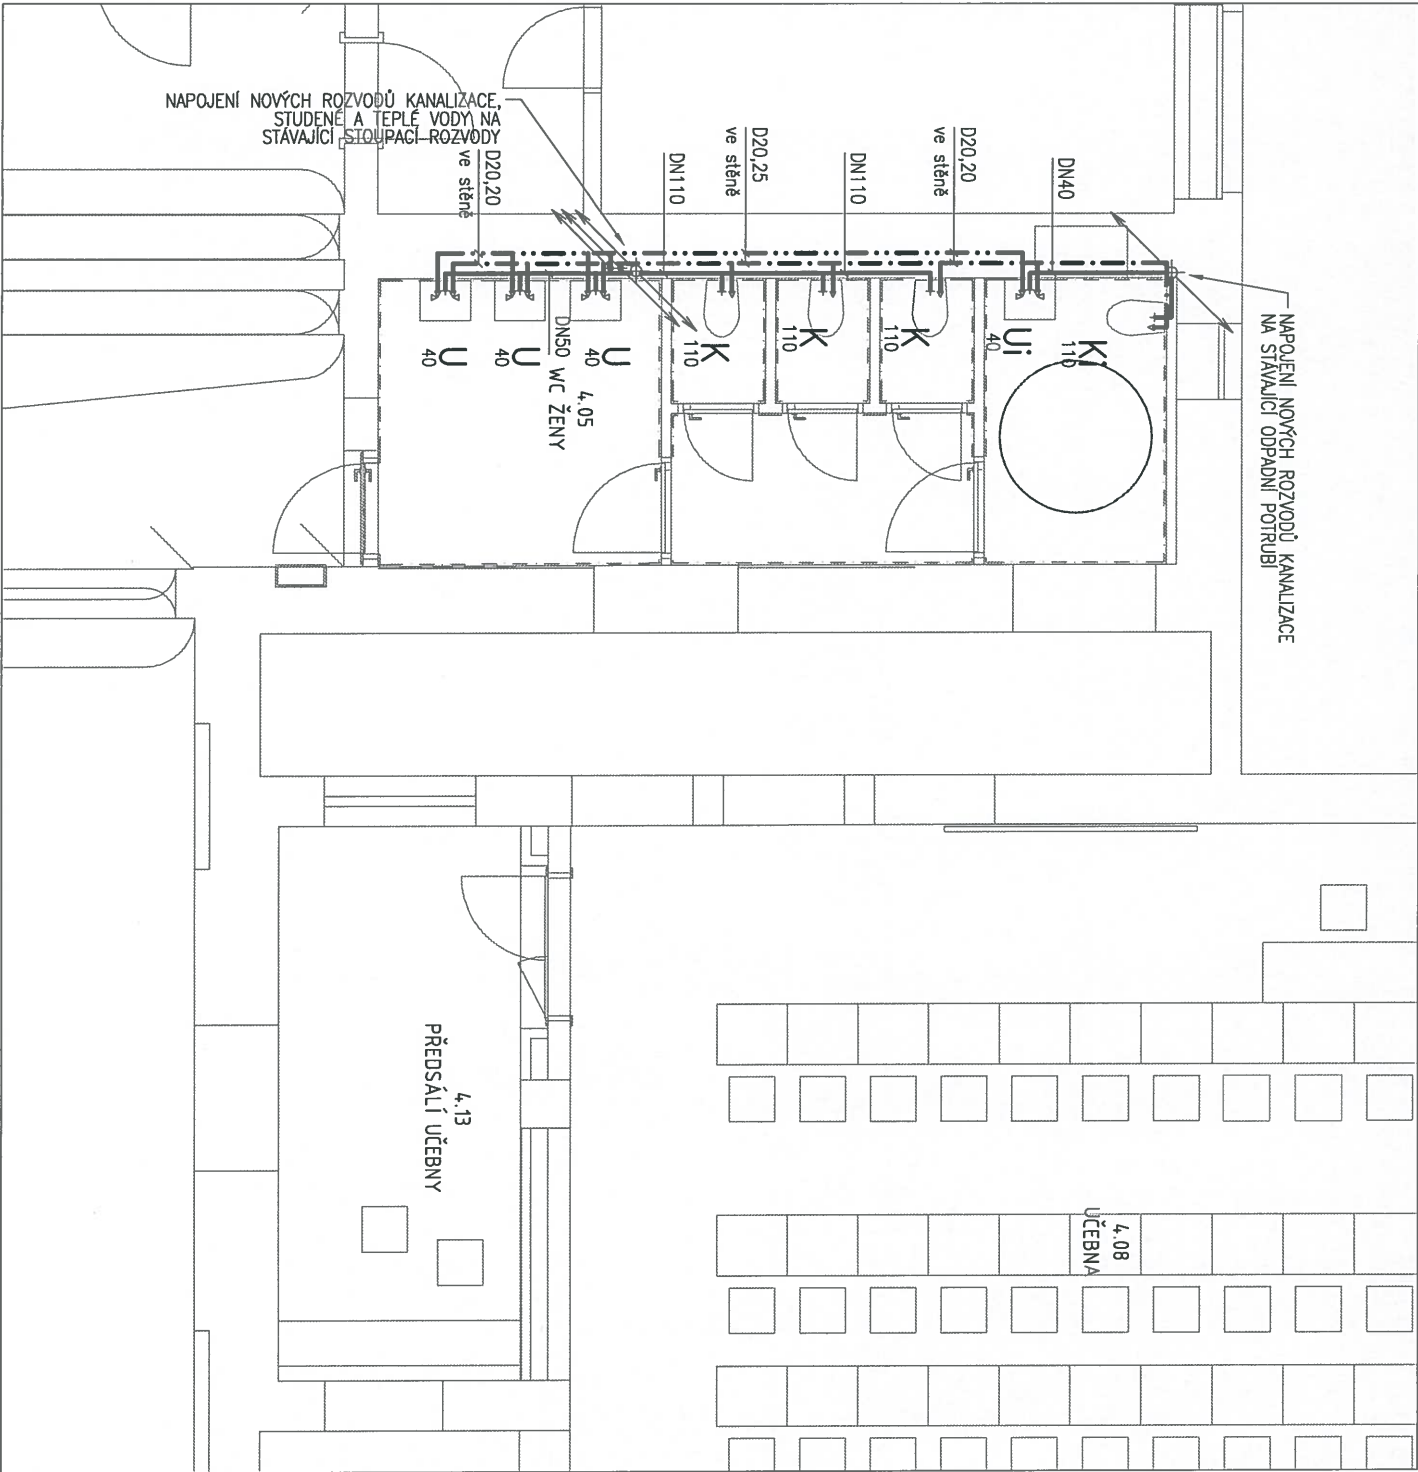 NAPOJENÍ NOVÝCH ROZVODŮ KANALIZACE,
STUDENÉ A TEPLÉ VODY NA
STÁVAJÍCÍ STOUPACÍ ROZVODY
D20,20
ve stěně
DN110
D20,25
ve stěně
DN110
D20,20
ve stěně
DN40
NAPOJENÍ NOVÝCH ROZVODŮ KANALIZACE
NA STÁVAJÍCÍ ODPADNÍ POTRUBÍ
U
40
U
40
U
40
DN50
4.05
WC ŽENY
K
110
K
110
K
110
Ui
40
Ki
110
4.13
PŘEDSÁLÍ UČEBNY
4.08
UČEBNA